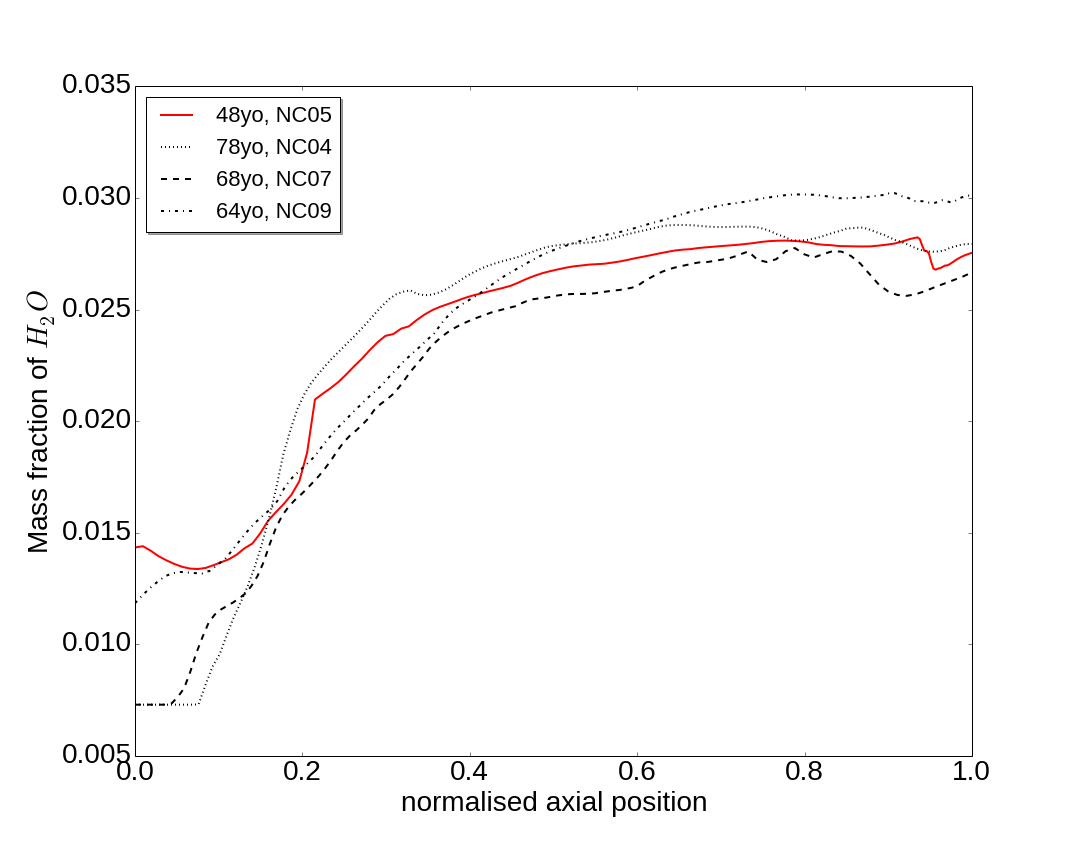 0.035
0.030
0.025
0.020
0.015
0.010
0.005
Mass fraction of H₂O
48yo, NC05
78yo, NC04
68yo, NC07
64yo, NC09
0.0 0.2 0.4 0.6 0.8 1.0
normalised axial position